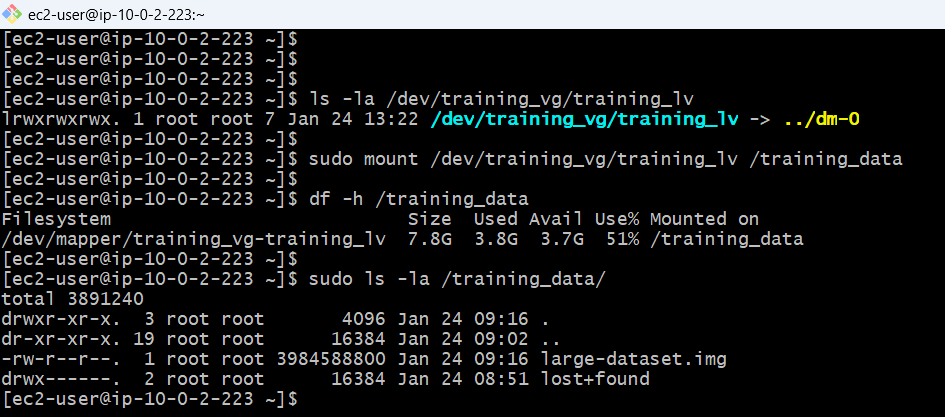 ec2-user@ip-10-0-2-223:~
[ec2-user@ip-10-0-2-223 ~]$
[ec2-user@ip-10-0-2-223 ~]$
[ec2-user@ip-10-0-2-223 ~]$
[ec2-user@ip-10-0-2-223 ~]$ ls -la /dev/training_vg/training_lv
lrwxrwxrwx. 1 root root 7 Jan 24 13:22 /dev/training_vg/training_lv -> ../dm-0
[ec2-user@ip-10-0-2-223 ~]$
[ec2-user@ip-10-0-2-223 ~]$ sudo mount /dev/training_vg/training_lv /training_data
[ec2-user@ip-10-0-2-223 ~]$
[ec2-user@ip-10-0-2-223 ~]$ df -h /training_data
Filesystem                           Size  Used Avail Use% Mounted on
/dev/mapper/training_vg-training_lv  7.8G  3.8G  3.7G  51% /training_data
[ec2-user@ip-10-0-2-223 ~]$
[ec2-user@ip-10-0-2-223 ~]$ sudo ls -la /training_data/
total 3891240
drwxr-xr-x.  3 root root       4096 Jan 24 09:16 .
dr-xr-xr-x. 19 root root      16384 Jan 24 09:02 ..
-rw-r--r--.  1 root root 3984588800 Jan 24 09:16 large-dataset.img
drwx------.  2 root root      16384 Jan 24 08:51 lost+found
[ec2-user@ip-10-0-2-223 ~]$